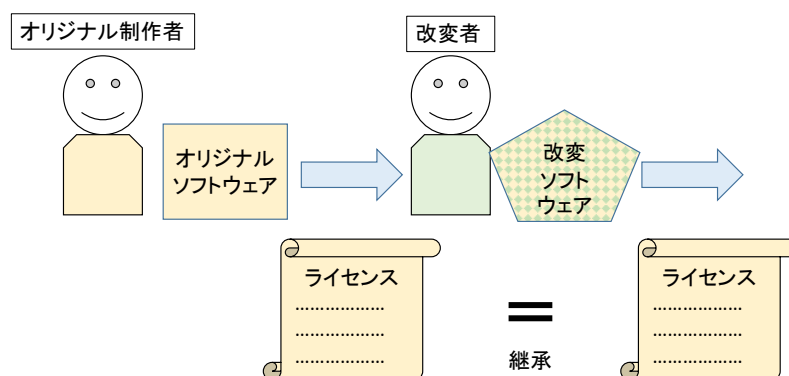 オリジナル制作者
改変者
オリジナル
ソフトウェア
改変
ソフト
ウェア
ライセンス
………………
………………
………………
＝
継承
ライセンス
………………
………………
………………